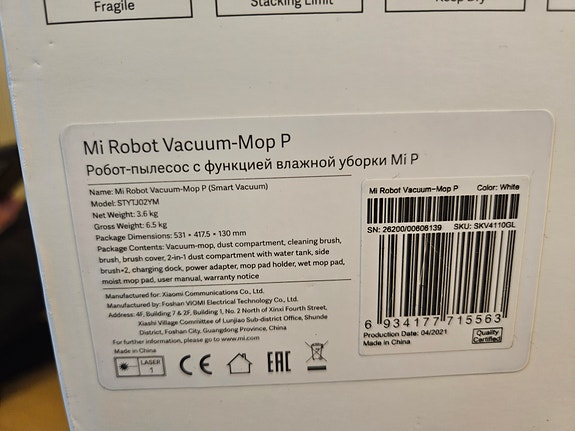 Fragile
Stacking Limit
Keep Dry
Mi Robot Vacuum-Mop P
Робот-пылесос с функцией влажной уборки Mi P
Name: Mi Robot Vacuum-Mop P (Smart Vacuum)
Model: STYTJ02YM
Net Weight: 3.6 kg
Gross Weight: 6.5 kg
Package Dimensions: 531 × 417.5 × 130 mm
Package Contents: Vacuum-mop, dust compartment, cleaning brush,
brush, brush cover, 2-in-1 dust compartment with water tank, side
brush×2, charging dock, power adapter, mop pad holder, wet mop pad,
moist mop pad, user manual, warranty notice
Manufactured for: Xiaomi Communications Co., Ltd.
Manufactured by: Foshan VIOMI Electrical Technology Co., Ltd.
Address: 4F, Building 7 & 2F, Building 1, No. 2 North of Xinxi Fourth Street,
Xiashi Village Committee of Lunjiao Sub-district Office, Shunde
District, Foshan City, Guangdong Province, China
For further information, please go to www.mi.com
Made in China
LASER
1
CE
EAC
Mi Robot Vacuum-Mop P Color: White
SN: 26200/00606139 SKU: SKV4110GL
6 934177 715563
Production Date: 04/2021
Made in China
Quality
Certified